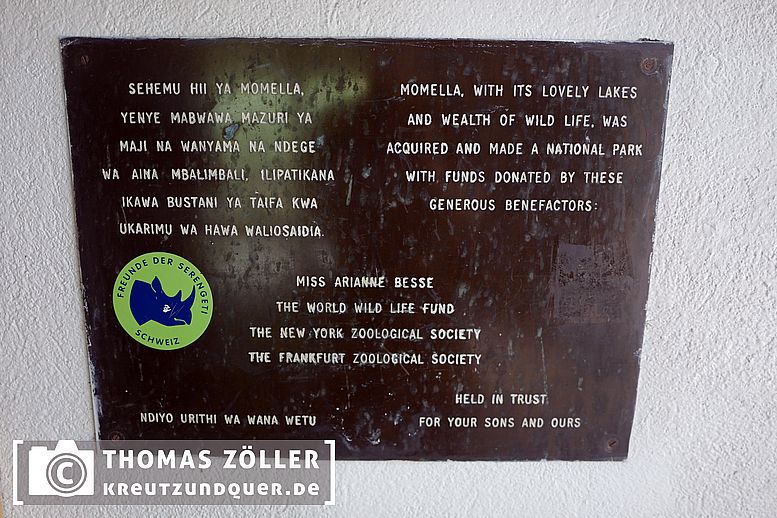 SEHEMU HII YA MOMELLA,
YENYE MABWAWA MAZURI YA
MAJI NA WANYAMA NA NDEGE
WA AINA MBALIMBALI, ILIPATIKANA
IKAWA BUSTANI YA TAIFA KWA
UKARIMU WA HAWA WALIOSAIDIA.
MOMELLA, WITH ITS LOVELY LAKES
AND WEALTH OF WILD LIFE, WAS
ACQUIRED AND MADE A NATIONAL PARK
WITH FUNDS DONATED BY THESE
GENEROUS BENEFACTORS:
FREUNDE DER SERENGETI
SCHWEIZ
MISS ARIANNE BESSE
THE WORLD WILD LIFE FUND
THE NEW YORK ZOOLOGICAL SOCIETY
THE FRANKFURT ZOOLOGICAL SOCIETY
NDIYO URITHI WA WANA WETU
HELD IN TRUST
FOR YOUR SONS AND OURS
© THOMAS ZÖLLER
KREUTZUNDQUER.DE